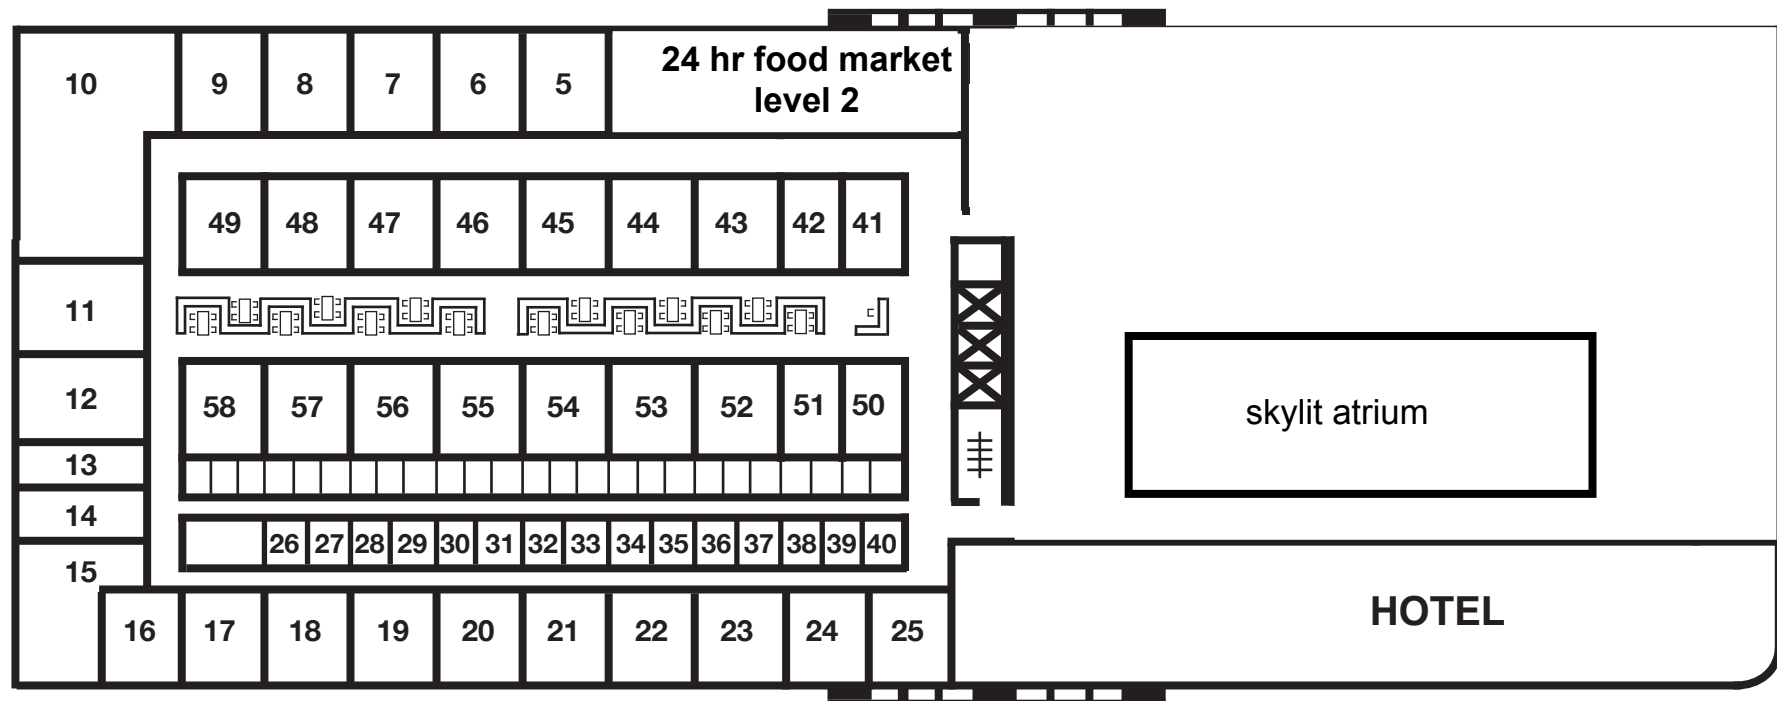 24 hr food market
level 2
10 9 8 7 6 5
49 48 47 46 45 44 43 42 41
11
12
58 57 56 55 54 53 52 51 50
skylit atrium
13
14
26 27 28 29 30 31 32 33 34 35 36 37 38 39 40
15
16 17 18 19 20 21 22 23 24 25
HOTEL